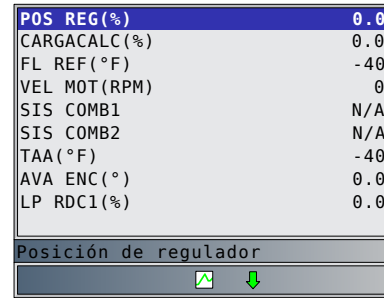 POS REG(%) 0.0
CARGACALC(%) 0.0
FL REF(°F) -40
VEL MOT(RPM) 0
SIS COMB1 N/A
SIS COMB2 N/A
TAA(°F) -40
AVA ENC(°) 0.0
LP RDC1(%) 0.0
Posición de regulador